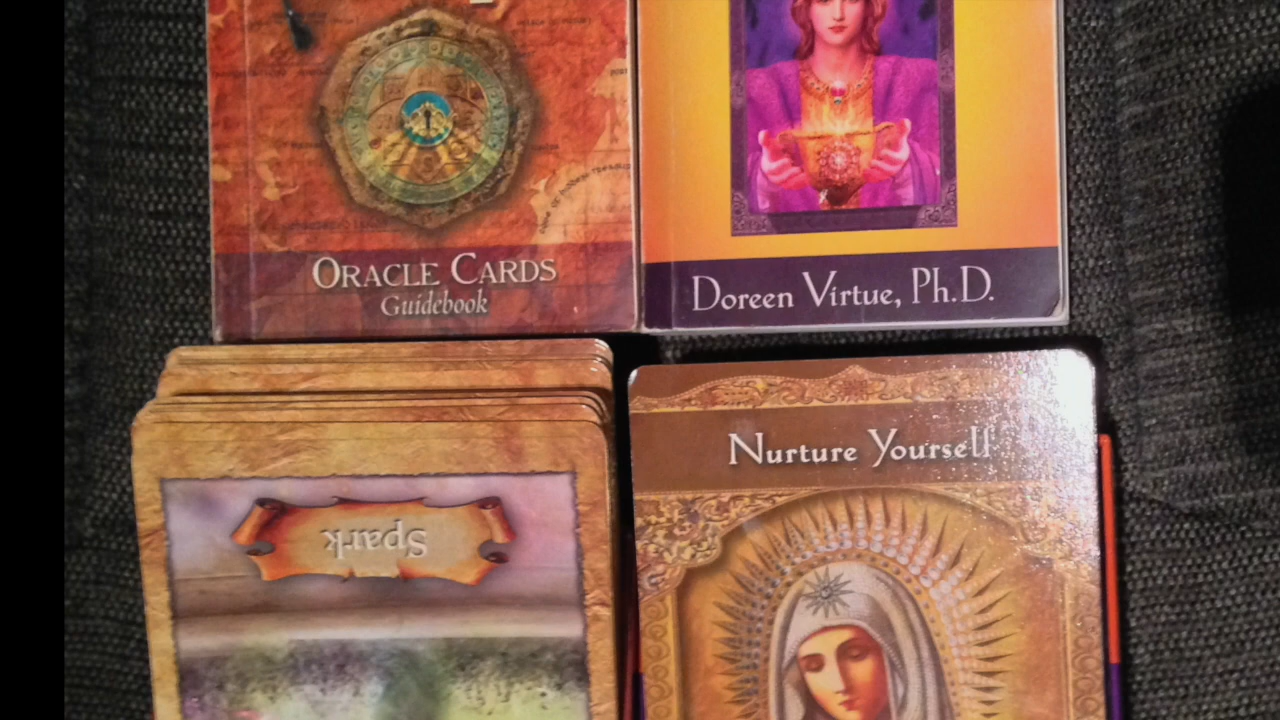 Oracle Cards
Guidebook
Doreen Virtue, Ph.D.
Nurture Yourself
Spark